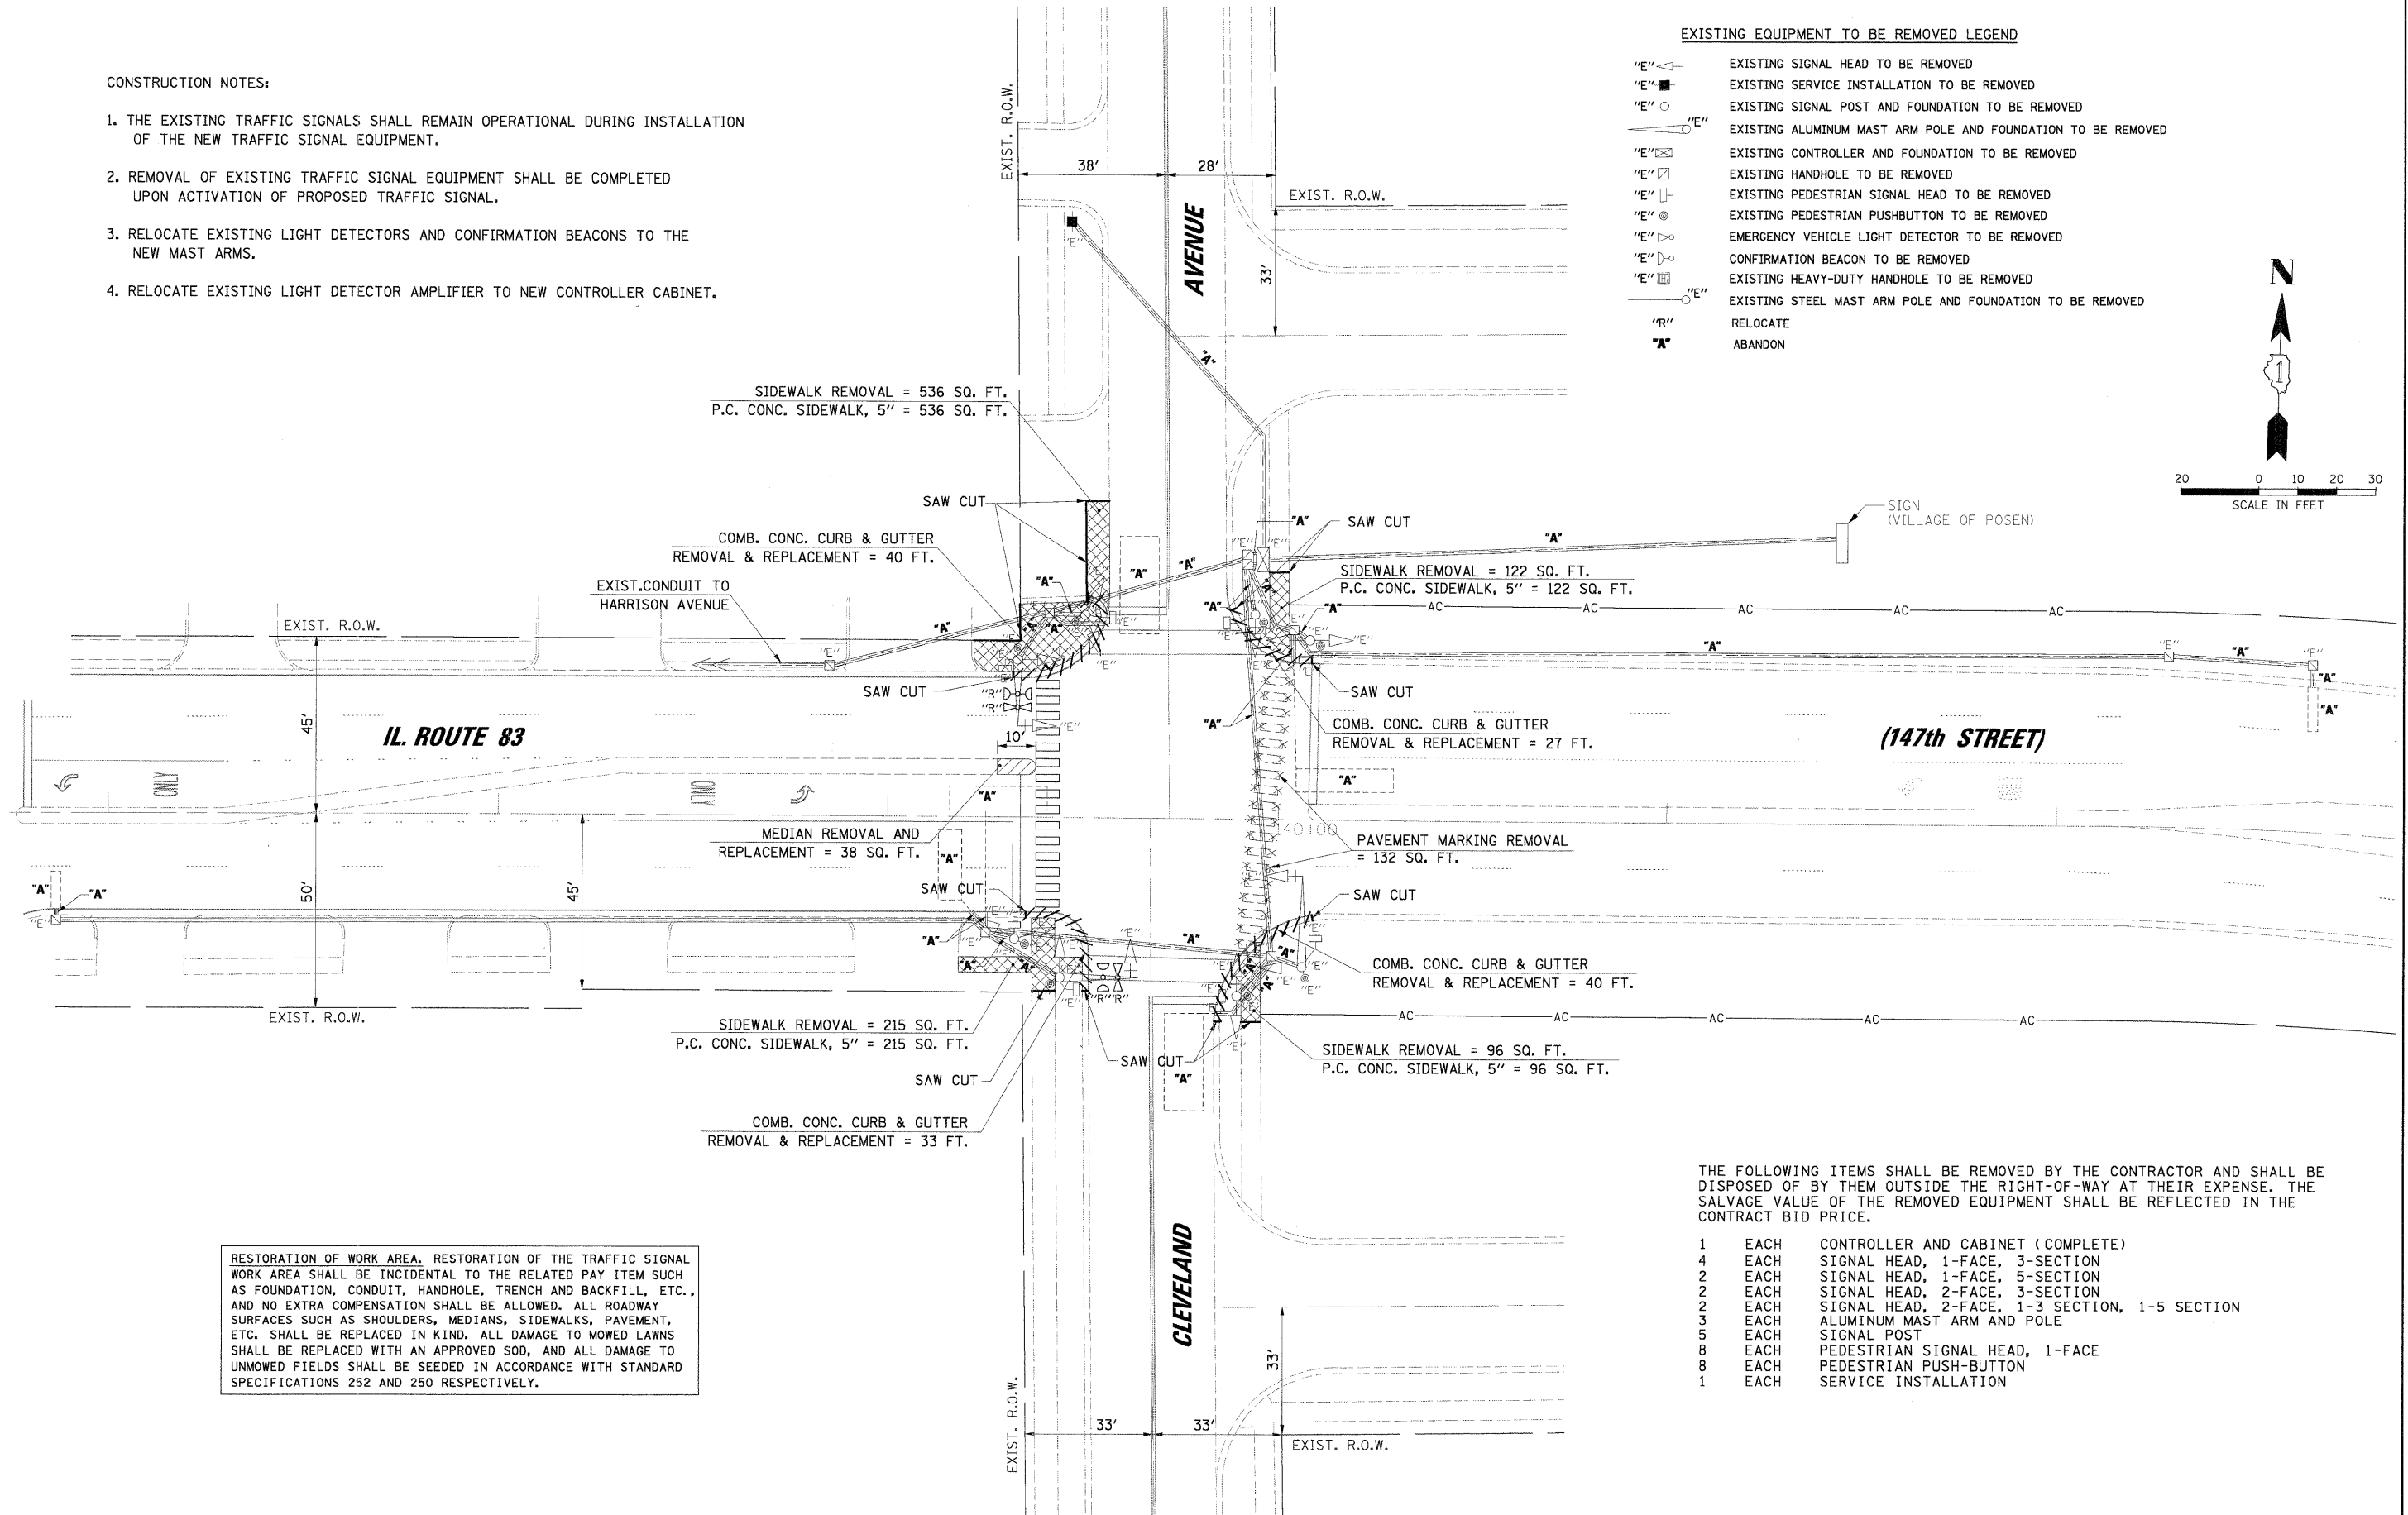 CONSTRUCTION NOTES:
1. THE EXISTING TRAFFIC SIGNALS SHALL REMAIN OPERATIONAL DURING INSTALLATION
OF THE NEW TRAFFIC SIGNAL EQUIPMENT.
2. REMOVAL OF EXISTING TRAFFIC SIGNAL EQUIPMENT SHALL BE COMPLETED
UPON ACTIVATION OF PROPOSED TRAFFIC SIGNAL.
3. RELOCATE EXISTING LIGHT DETECTORS AND CONFIRMATION BEACONS TO THE
NEW MAST ARMS.
4. RELOCATE EXISTING LIGHT DETECTOR AMPLIFIER TO NEW CONTROLLER CABINET.
EXISTING EQUIPMENT TO BE REMOVED LEGEND
"E" EXISTING SIGNAL HEAD TO BE REMOVED
"E" EXISTING SERVICE INSTALLATION TO BE REMOVED
"E" EXISTING SIGNAL POST AND FOUNDATION TO BE REMOVED
"E" EXISTING ALUMINUM MAST ARM POLE AND FOUNDATION TO BE REMOVED
"E" EXISTING CONTROLLER AND FOUNDATION TO BE REMOVED
"E" EXISTING HANDHOLE TO BE REMOVED
"E" EXISTING PEDESTRIAN SIGNAL HEAD TO BE REMOVED
"E" EXISTING PEDESTRIAN PUSHBUTTON TO BE REMOVED
"E" EMERGENCY VEHICLE LIGHT DETECTOR TO BE REMOVED
"E" CONFIRMATION BEACON TO BE REMOVED
"E" H EXISTING HEAVY-DUTY HANDHOLE TO BE REMOVED
"E" EXISTING STEEL MAST ARM POLE AND FOUNDATION TO BE REMOVED
"R" RELOCATE
"A" ABANDON
N
1
20 0 10 20 30
SCALE IN FEET
EXIST. R.O.W.
38' 28'
EXIST. R.O.W.
AVENUE
33'
"E"
"A"
SIDEWALK REMOVAL = 536 SQ. FT.
P.C. CONC. SIDEWALK, 5" = 536 SQ. FT.
SAW CUT
COMB. CONC. CURB & GUTTER
REMOVAL & REPLACEMENT = 40 FT.
EXIST.CONDUIT TO
HARRISON AVENUE
EXIST. R.O.W.
"A" SAW CUT
SIGN
(VILLAGE OF POSEN)
"A"
SIDEWALK REMOVAL = 122 SQ. FT.
P.C. CONC. SIDEWALK, 5" = 122 SQ. FT.
AC AC AC AC AC
"E" "A" "A" "A" "A" "A"
"E" "E" "A" "A" "E" "E"
"A" "E" "A" "E"
"A"
"A"
SAW CUT
"R"
"R"
"E"
10'
SAW CUT
"A"
COMB. CONC. CURB & GUTTER
REMOVAL & REPLACEMENT = 27 FT.
45'
IL. ROUTE 83
(147th STREET)
ONLY
ONLY
"A"
"A"
MEDIAN REMOVAL AND
REPLACEMENT = 38 SQ. FT.
"A"
140+00
PAVEMENT MARKING REMOVAL
= 132 SQ. FT.
"E"
"A" "A"
"E"
50'
45'
SAW CUT
SAW CUT
"A" "E" "E" "E" "A" "A" "E"
"A" "A" "E" "R" "R" "E" "E"
COMB. CONC. CURB & GUTTER
REMOVAL & REPLACEMENT = 40 FT.
EXIST. R.O.W.
AC AC AC AC AC
SIDEWALK REMOVAL = 215 SQ. FT.
P.C. CONC. SIDEWALK, 5" = 215 SQ. FT.
SAW CUT
SAW CUT
"A"
"E"
SIDEWALK REMOVAL = 96 SQ. FT.
P.C. CONC. SIDEWALK, 5" = 96 SQ. FT.
COMB. CONC. CURB & GUTTER
REMOVAL & REPLACEMENT = 33 FT.
CLEVELAND
33'
EXIST. R.O.W.
33' 33'
EXIST. R.O.W.
RESTORATION OF WORK AREA. RESTORATION OF THE TRAFFIC SIGNAL
WORK AREA SHALL BE INCIDENTAL TO THE RELATED PAY ITEM SUCH
AS FOUNDATION, CONDUIT, HANDHOLE, TRENCH AND BACKFILL, ETC.,
AND NO EXTRA COMPENSATION SHALL BE ALLOWED. ALL ROADWAY
SURFACES SUCH AS SHOULDERS, MEDIANS, SIDEWALKS, PAVEMENT,
ETC. SHALL BE REPLACED IN KIND. ALL DAMAGE TO MOWED LAWNS
SHALL BE REPLACED WITH AN APPROVED SOD, AND ALL DAMAGE TO
UNMOWED FIELDS SHALL BE SEEDED IN ACCORDANCE WITH STANDARD
SPECIFICATIONS 252 AND 250 RESPECTIVELY.
THE FOLLOWING ITEMS SHALL BE REMOVED BY THE CONTRACTOR AND SHALL BE
DISPOSED OF BY THEM OUTSIDE THE RIGHT-OF-WAY AT THEIR EXPENSE. THE
SALVAGE VALUE OF THE REMOVED EQUIPMENT SHALL BE REFLECTED IN THE
CONTRACT BID PRICE.
1 EACH CONTROLLER AND CABINET (COMPLETE)
4 EACH SIGNAL HEAD, 1-FACE, 3-SECTION
2 EACH SIGNAL HEAD, 1-FACE, 5-SECTION
2 EACH SIGNAL HEAD, 2-FACE, 3-SECTION
2 EACH SIGNAL HEAD, 2-FACE, 1-3 SECTION, 1-5 SECTION
3 EACH ALUMINUM MAST ARM AND POLE
5 EACH SIGNAL POST
8 EACH PEDESTRIAN SIGNAL HEAD, 1-FACE
8 EACH PEDESTRIAN PUSH-BUTTON
1 EACH SERVICE INSTALLATION